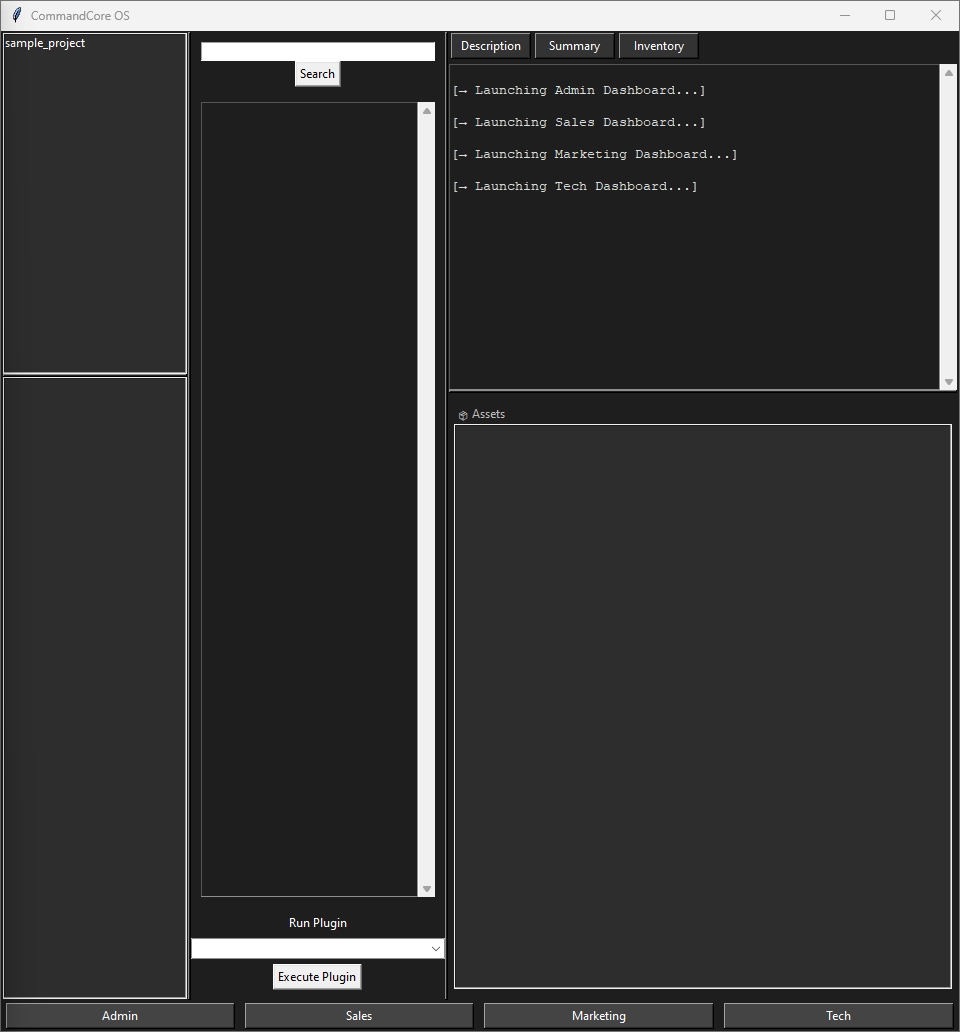 CommandCore OS
sample_project
Search
Description
Summary
Inventory
[→ Launching Admin Dashboard...]
[→ Launching Sales Dashboard...]
[→ Launching Marketing Dashboard...]
[→ Launching Tech Dashboard...]
Assets
Run Plugin
Execute Plugin
Admin
Sales
Marketing
Tech